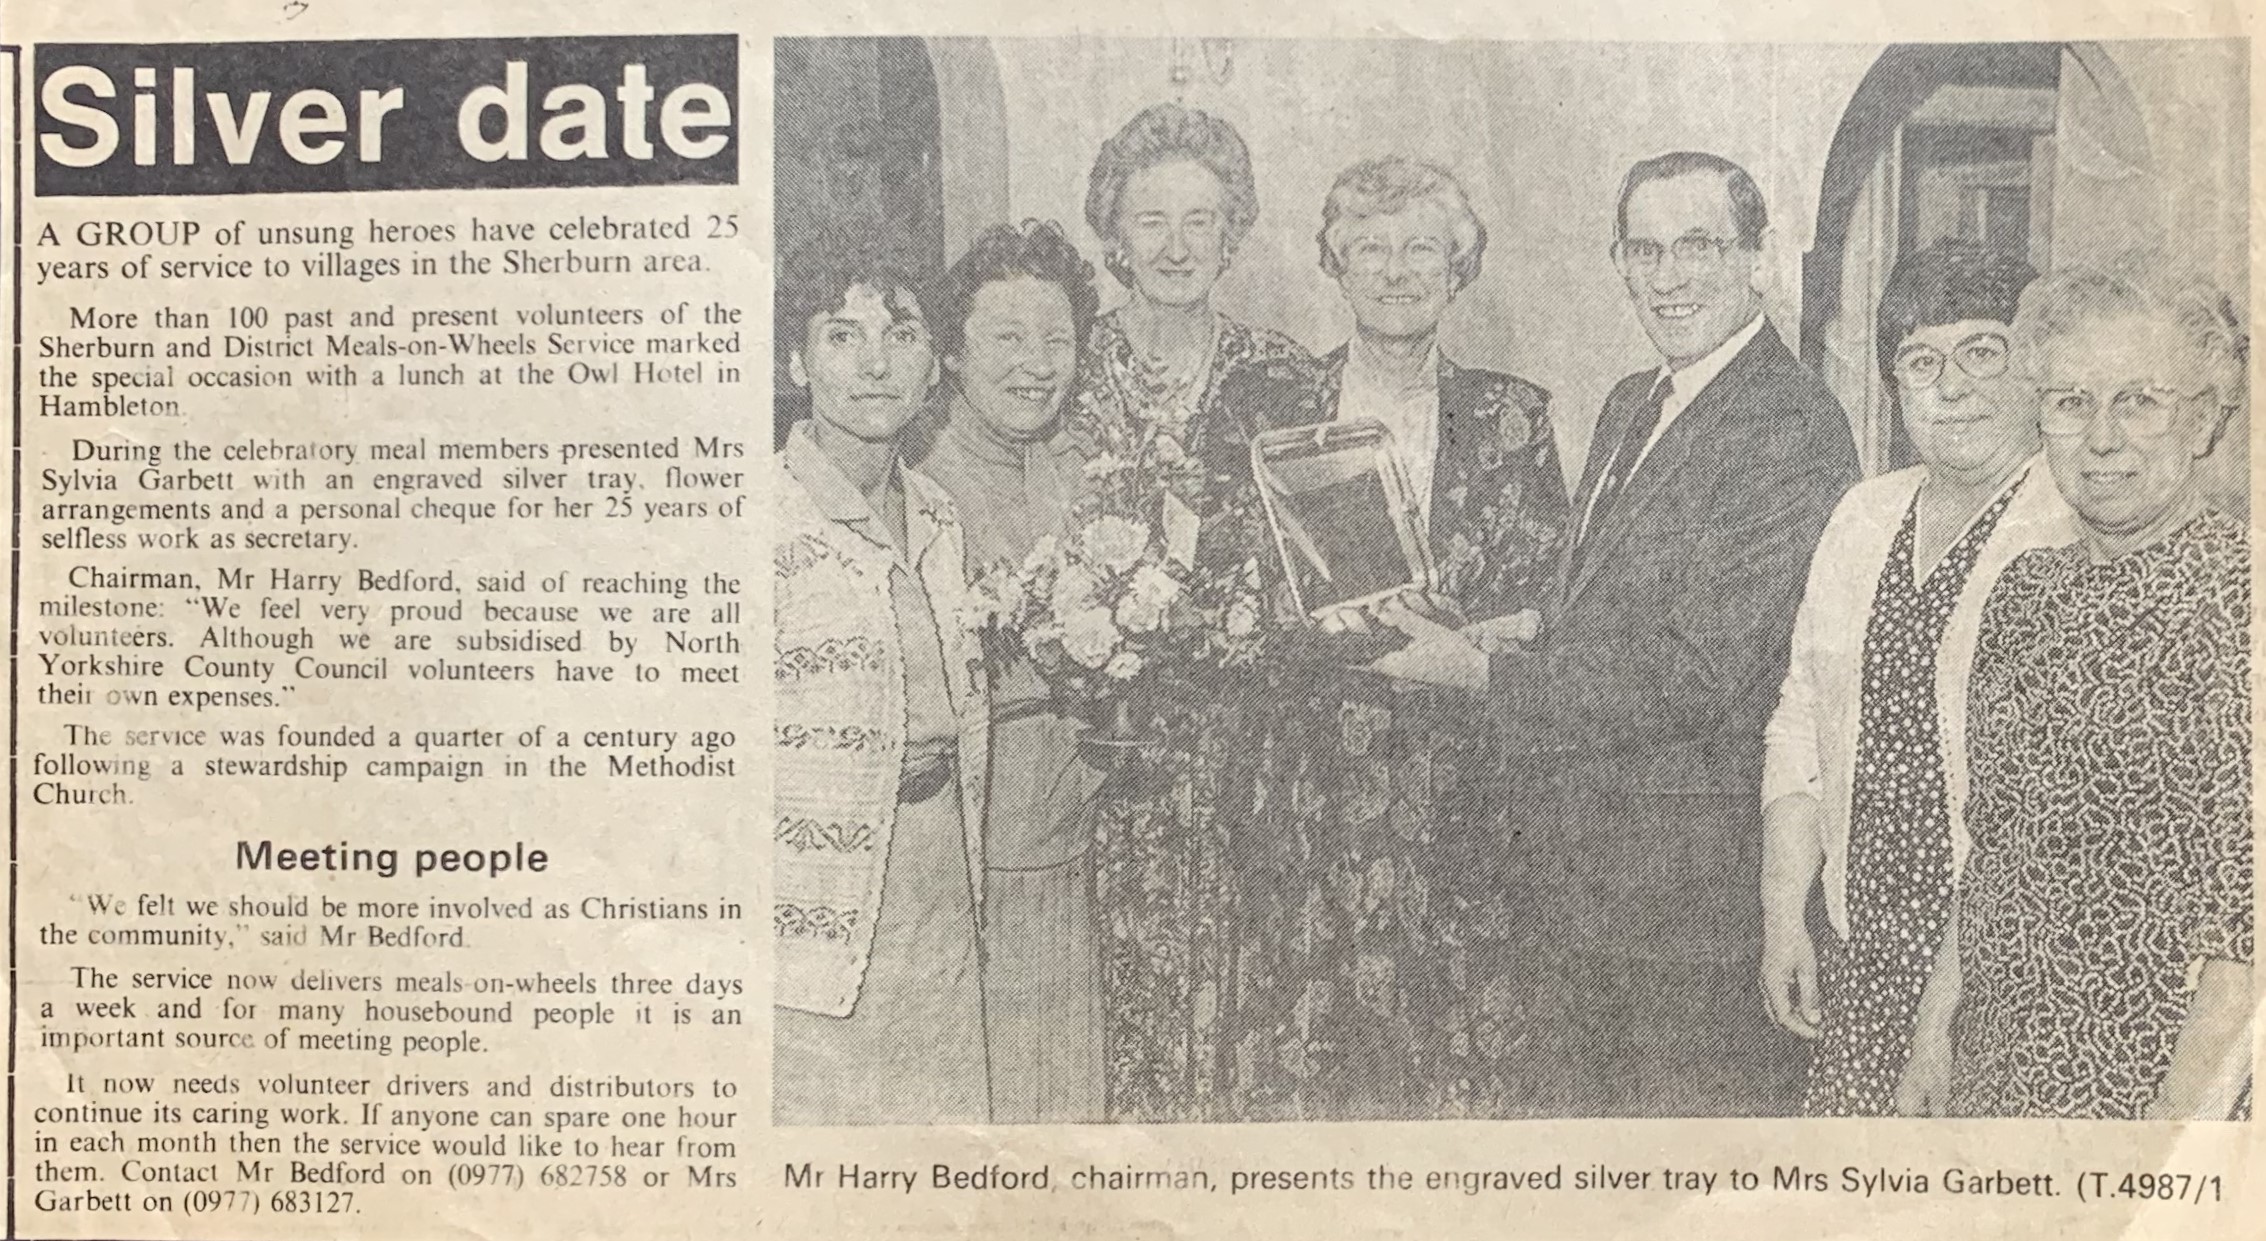 Silver date
A GROUP of unsung heroes have celebrated 25
years of service to villages in the Sherburn area.
More than 100 past and present volunteers of the
Sherburn and District Meals-on-Wheels Service marked
the special occasion with a lunch at the Owl Hotel in
Hambleton.
During the celebratory meal members presented Mrs
Sylvia Garbett with an engraved silver tray, flower
arrangements and a personal cheque for her 25 years of
selfless work as secretary.
Chairman, Mr Harry Bedford, said of reaching the
milestone: “We feel very proud because we are all
volunteers. Although we are subsidised by North
Yorkshire County Council volunteers have to meet
their own expenses.”
The service was founded a quarter of a century ago
following a stewardship campaign in the Methodist
Church.
Meeting people
“We felt we should be more involved as Christians in
the community,” said Mr Bedford.
The service now delivers meals-on-wheels three days
a week and for many housebound people it is an
important source of meeting people.
It now needs volunteer drivers and distributors to
continue its caring work. If anyone can spare one hour
in each month then the service would like to hear from
them. Contact Mr Bedford on (0977) 682758 or Mrs
Garbett on (0977) 683127.
Mr Harry Bedford, chairman, presents the engraved silver tray to Mrs Sylvia Garbett. (T.4987/1